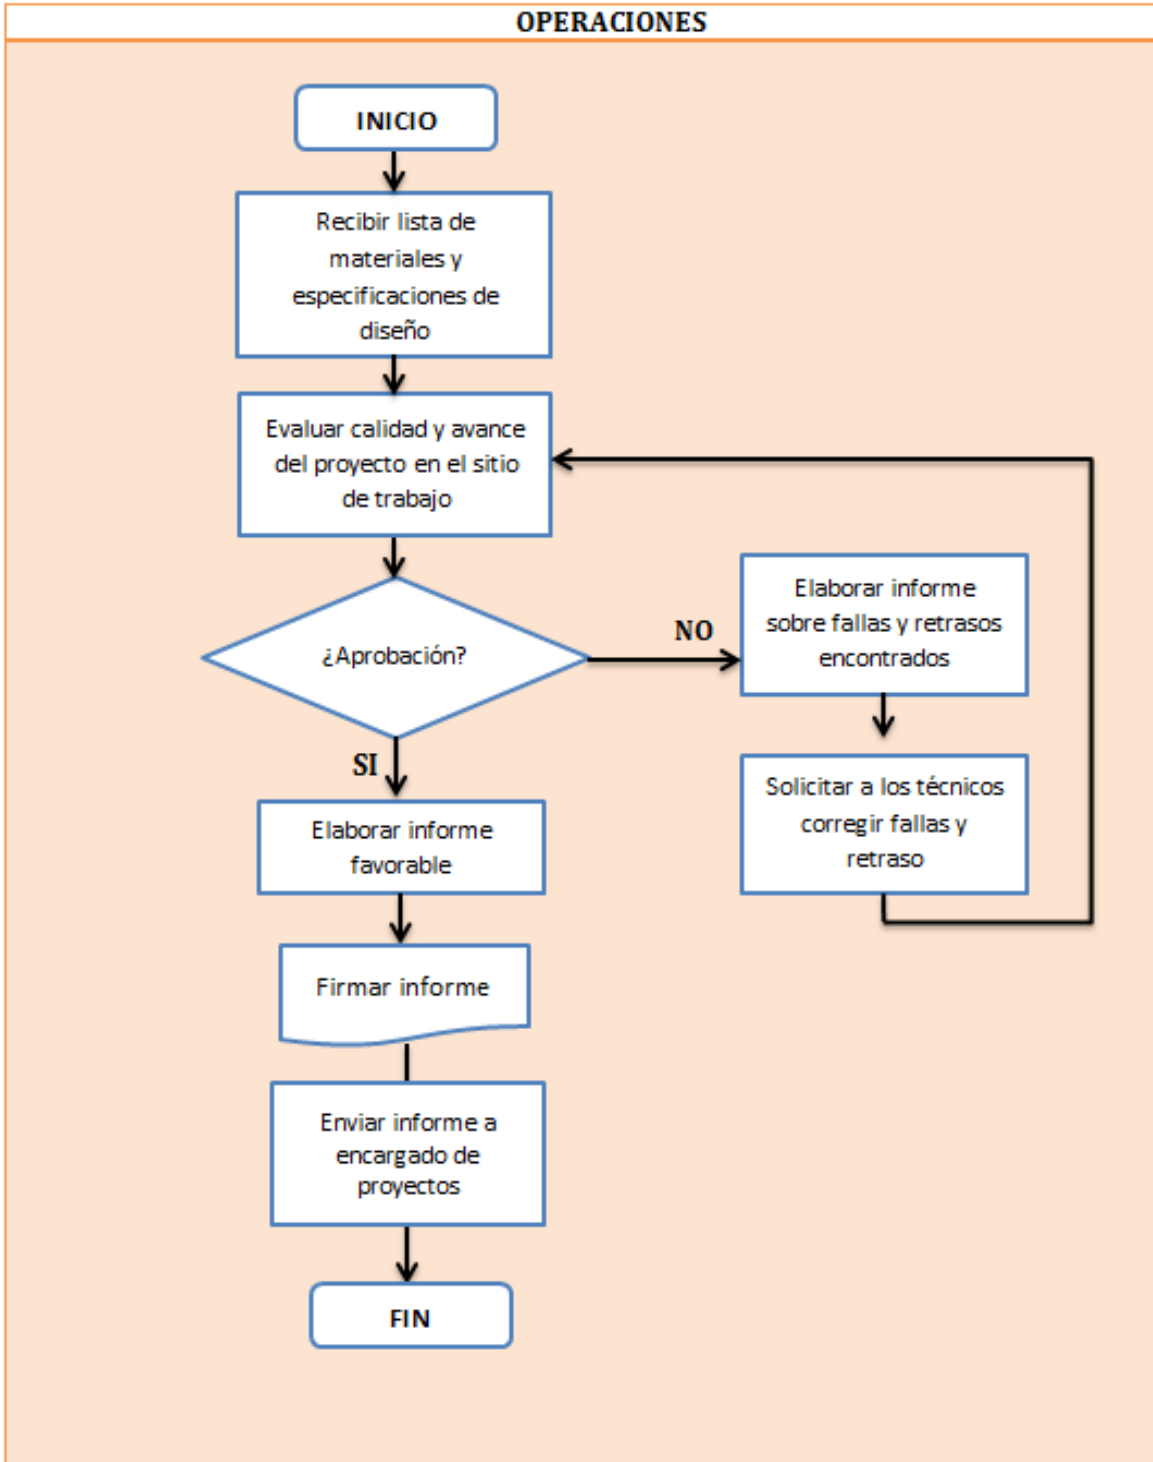 OPERACIONES
INICIO
Recibir lista de
materiales y
especificaciones de
diseño
Evaluar calidad y avance
del proyecto en el sitio
de trabajo
¿Aprobación?
NO
Elaborar informe
sobre fallas y retrasos
encontrados
Solicitar a los técnicos
corregir fallas y
retraso
SI
Elaborar informe
favorable
Firmar informe
Enviar informe a
encargado de
proyectos
FIN